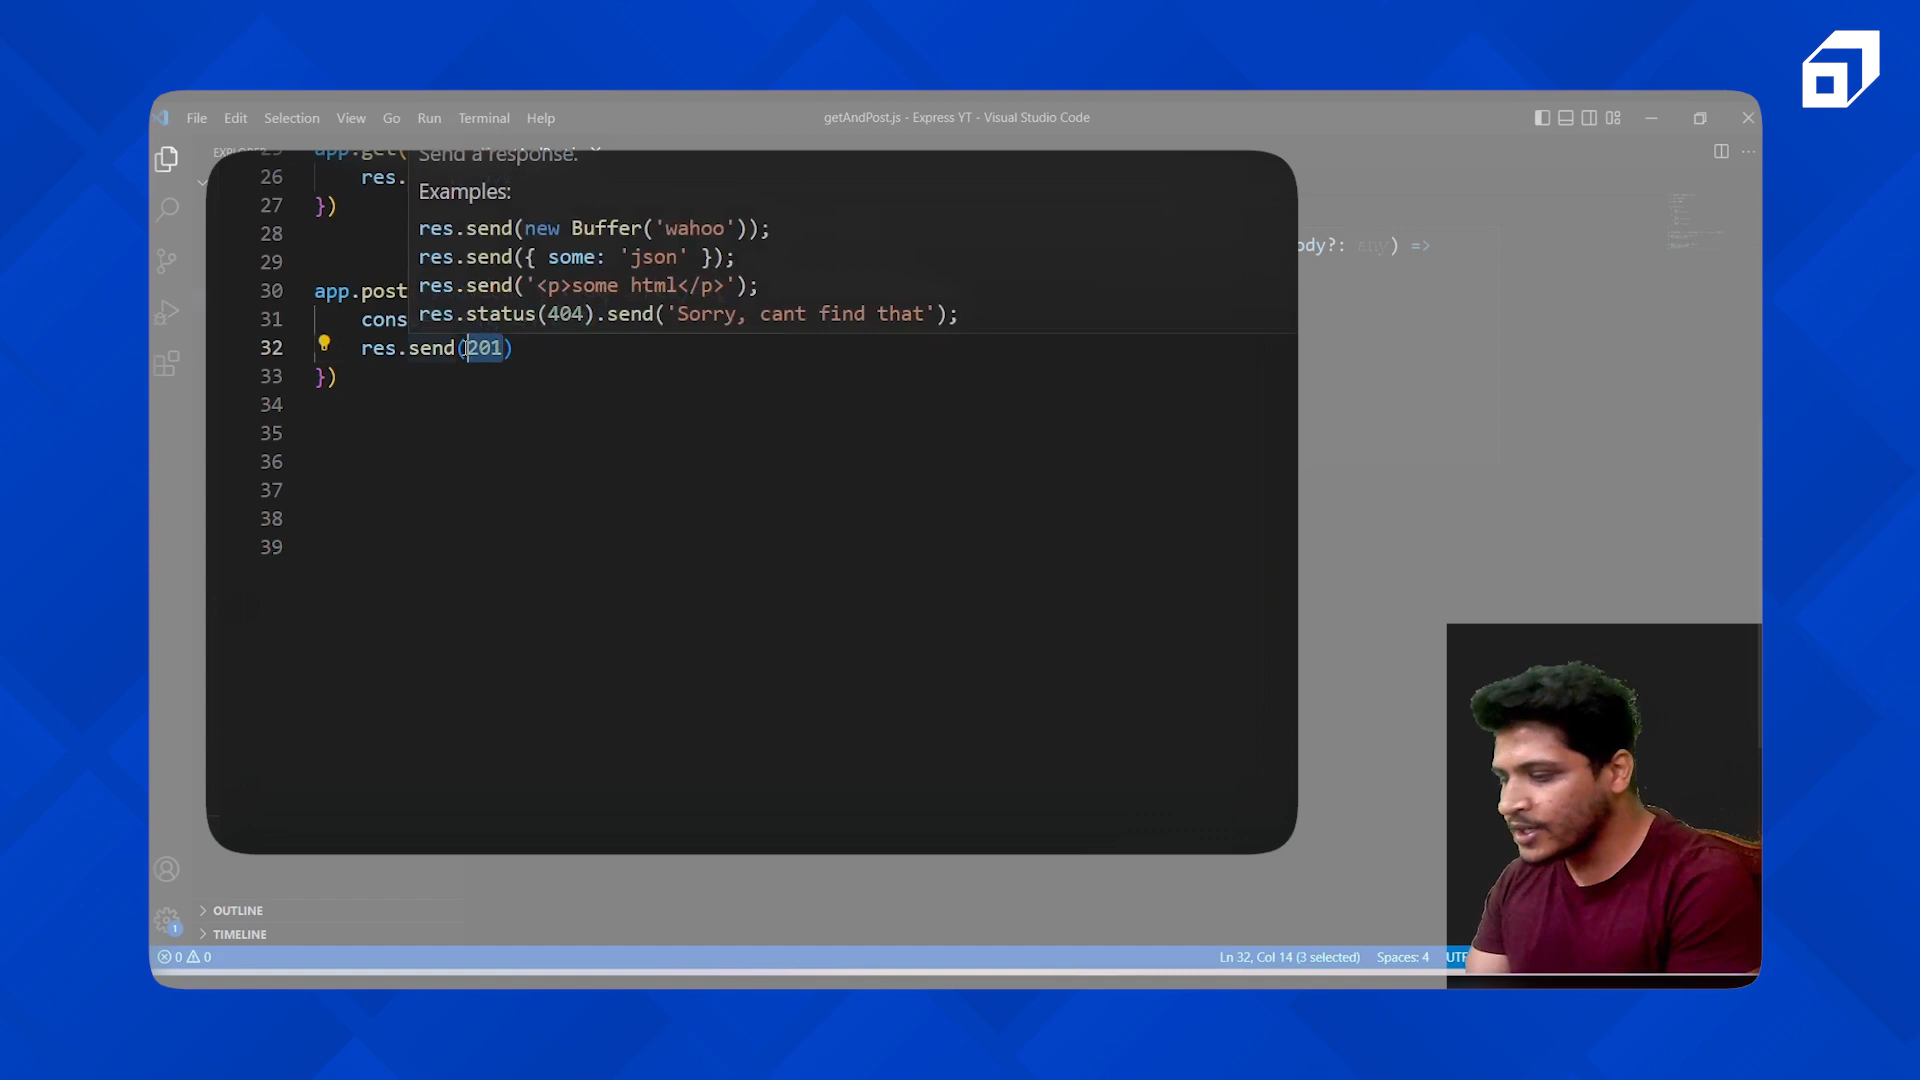 File Edit Selection View Go Run Terminal Help
getAndPost.js - Express YT - Visual Studio Code
Send a response.
26 res.
Examples:
27 })
res.send(new Buffer('wahoo'));
28
res.send({ some: 'json' });
29
ody?: any) =>
res.send('<p>some html</p>');
30 app.post
res.status(404).send('Sorry, cant find that');
31 cons
32 res.send(201)
33 })
34
35
36
37
38
39
OUTLINE
1
TIMELINE
0 0
Ln 32, Col 14 (3 selected) Spaces: 4 UTF